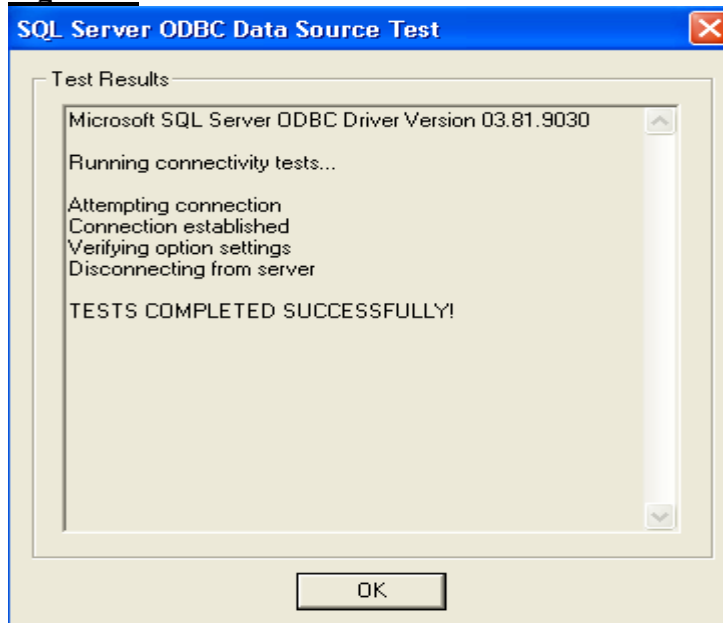 SQL Server ODBC Data Source Test
Test Results
Microsoft SQL Server ODBC Driver Version 03.81.9030
Running connectivity tests...
Attempting connection
Connection established
Verifying option settings
Disconnecting from server
TESTS COMPLETED SUCCESSFULLY!
OK